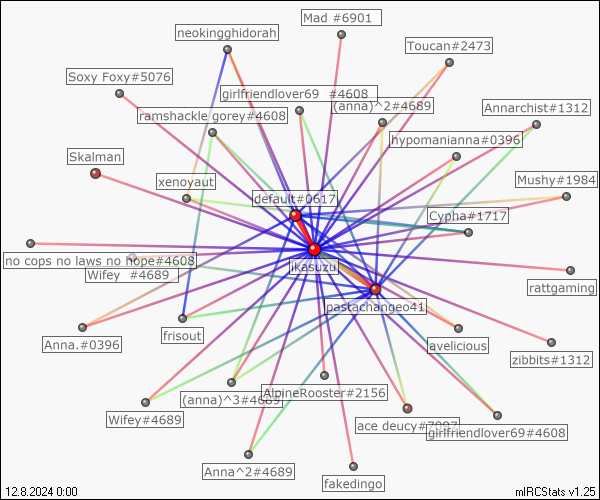 Mad #6901
neokingghidorah
Toucan#2473
Soxy Foxy#5076
girlfriendlover69 #4608
(anna)^2#4689
Annarchist#1312
ramshackle gorey#4608
hypomanianna#0396
Skalman
xenoyaut
Mushy#1984
default#0617
Cypha#1717
no cops no laws no hope#4608
Wifey #4689
ikasuzu
rattgaming
pastachangeo41
Anna.#0396
frisout
avelicious
zibbits#1312
(anna)^3#4689
AlpineRooster#2156
Wifey#4689
ace deucy#7097
girlfriendlover69#4608
Anna^2#4689
fakedingo
12.8.2024 0:00
mIRCStats v1.25